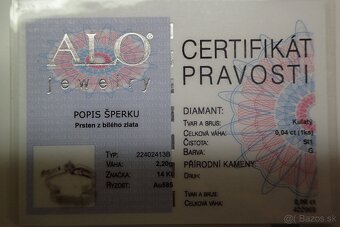 ALO®
jewelry
POPIS ŠPERKU
Prsten z bílého zlata
TYP: 22402413B
VÁHA: 2,20g
ZNAČKA: 14 Kt
RYZOST: Au585
CERTIFIKÁT
PRAVOSTI
DIAMANT:
TVAR A BRUS: Kulatý
CELKOVÁ VÁHA: 0,04 ct (1ks)
ČISTOTA: SI1
BARVA: G
PŘÍRODNÍ KAMENY:
DRUH:
TVAR A BRUS:
CELKOVÁ VÁHA:
sk Bazos.sk